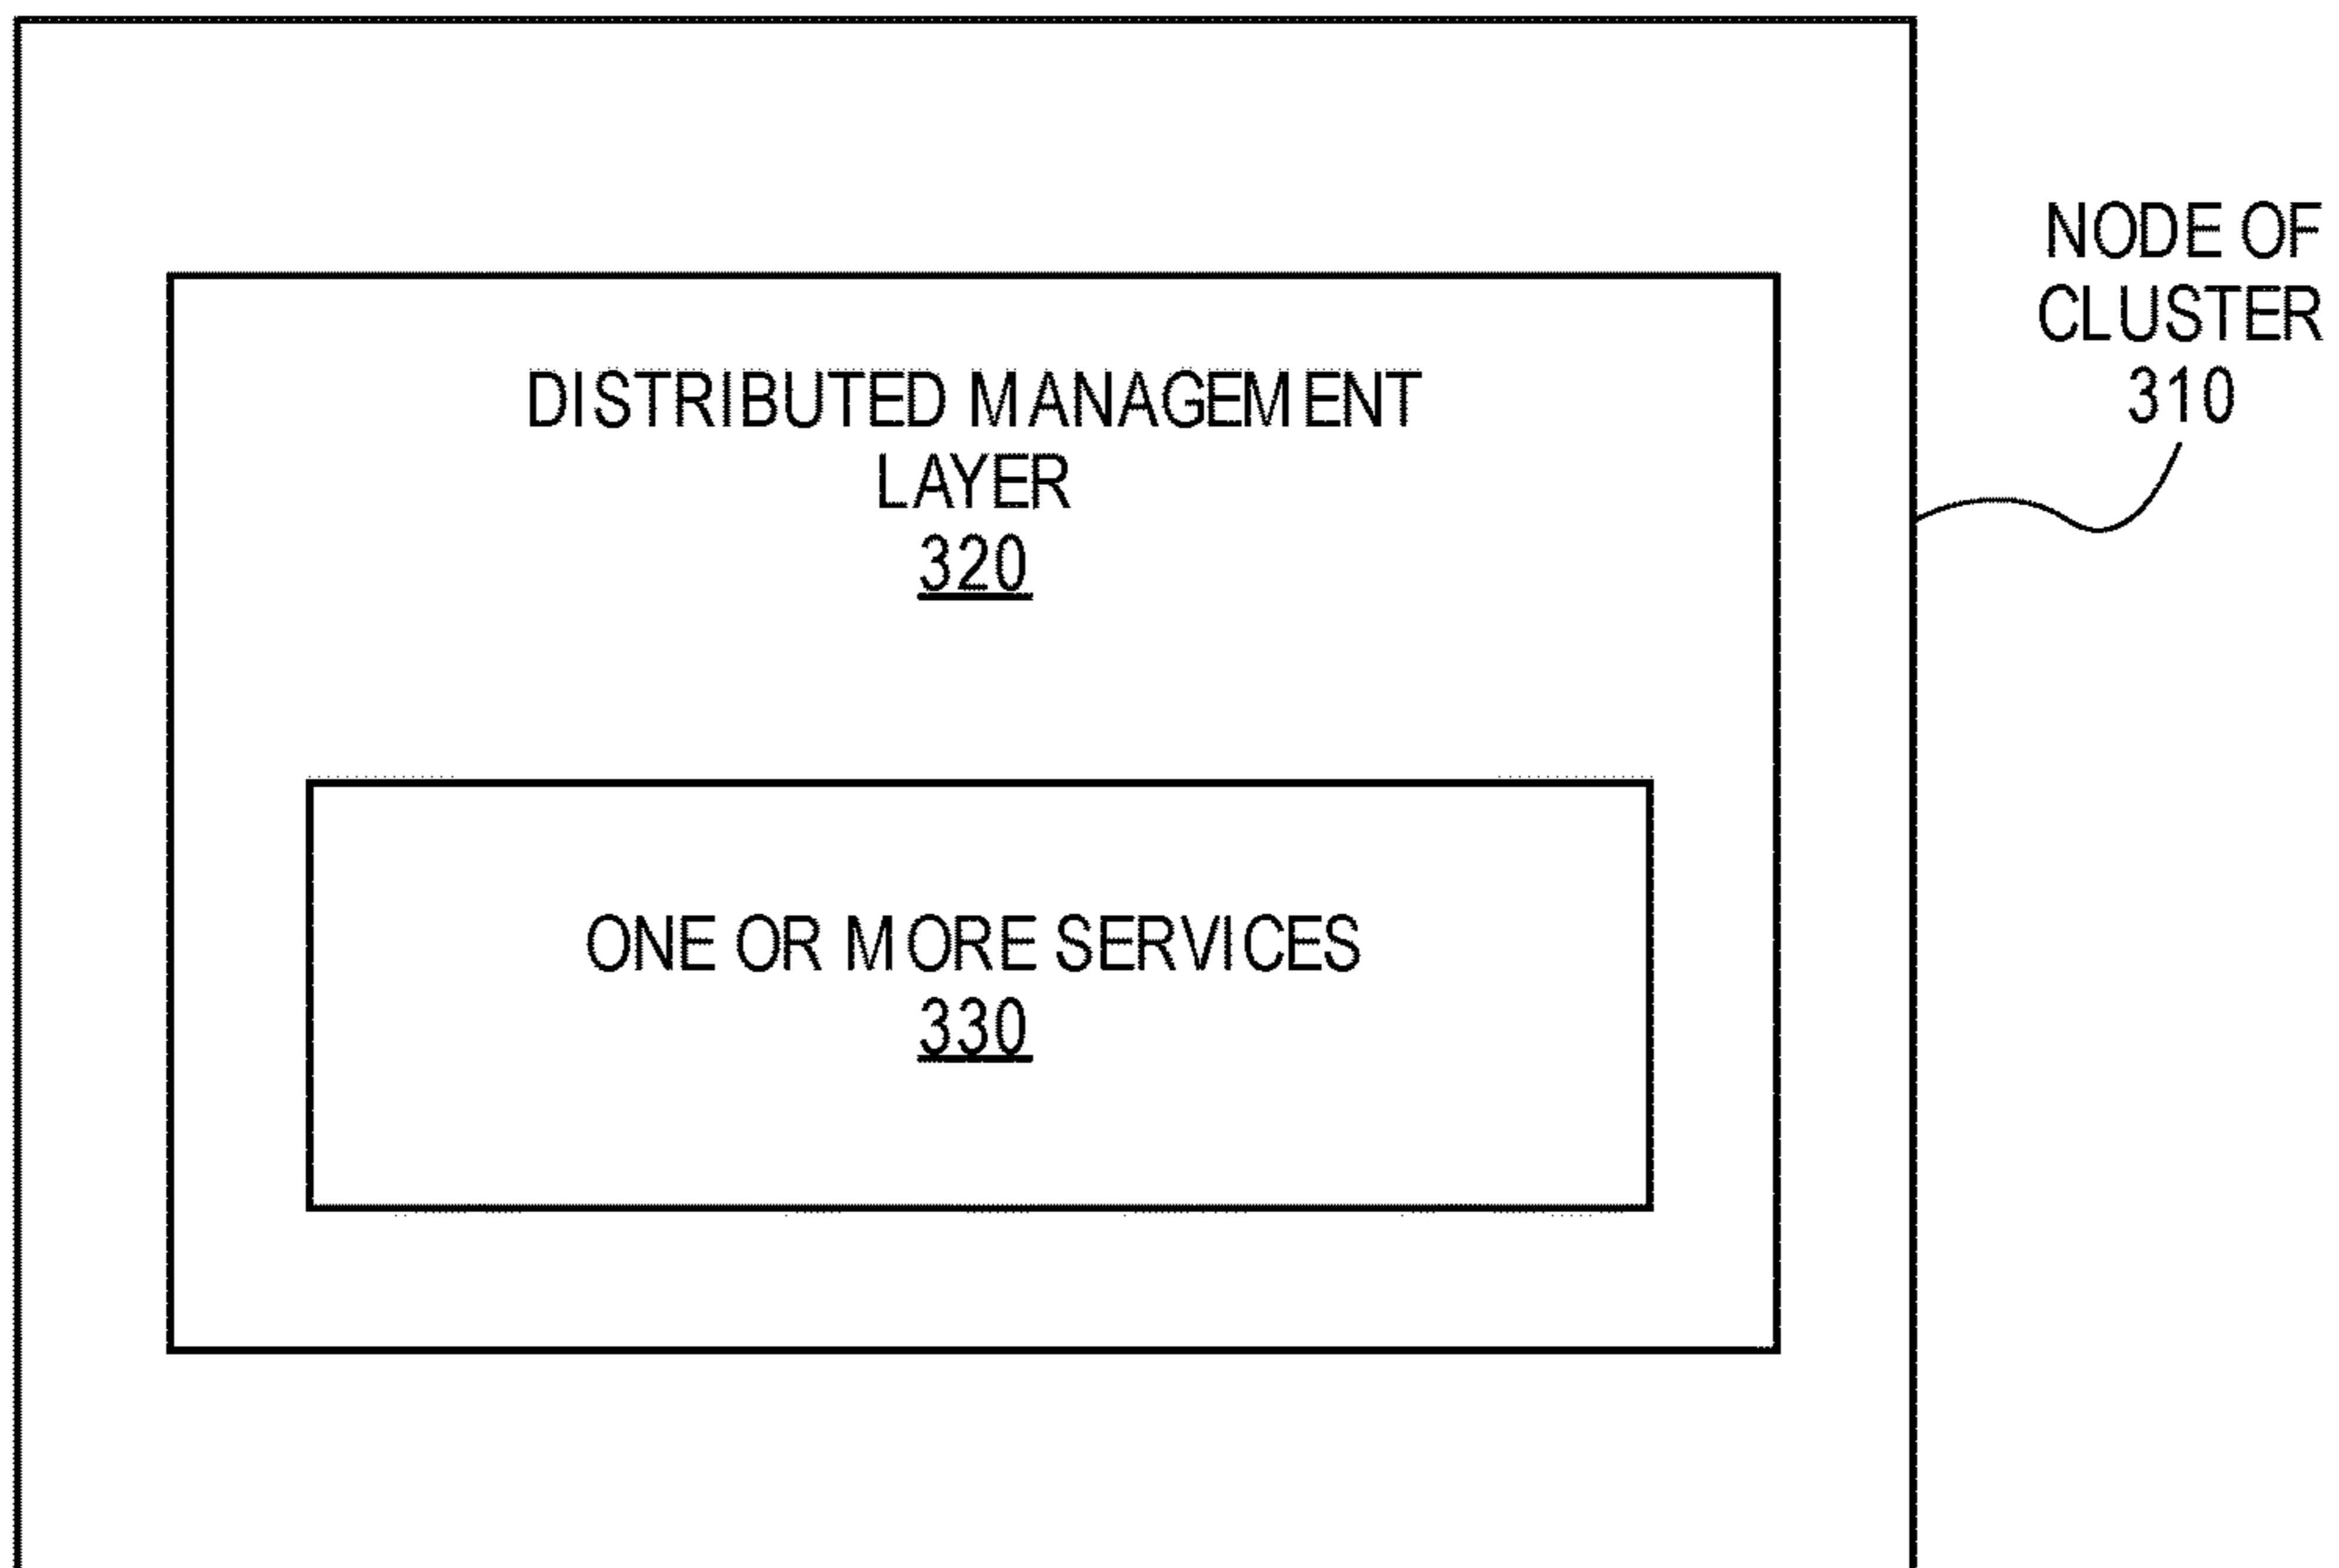 NODE OF
CLUSTER
310
DISTRIBUTED MANAGEMENT
LAYER
320
ONE OR MORE SERVICES
330